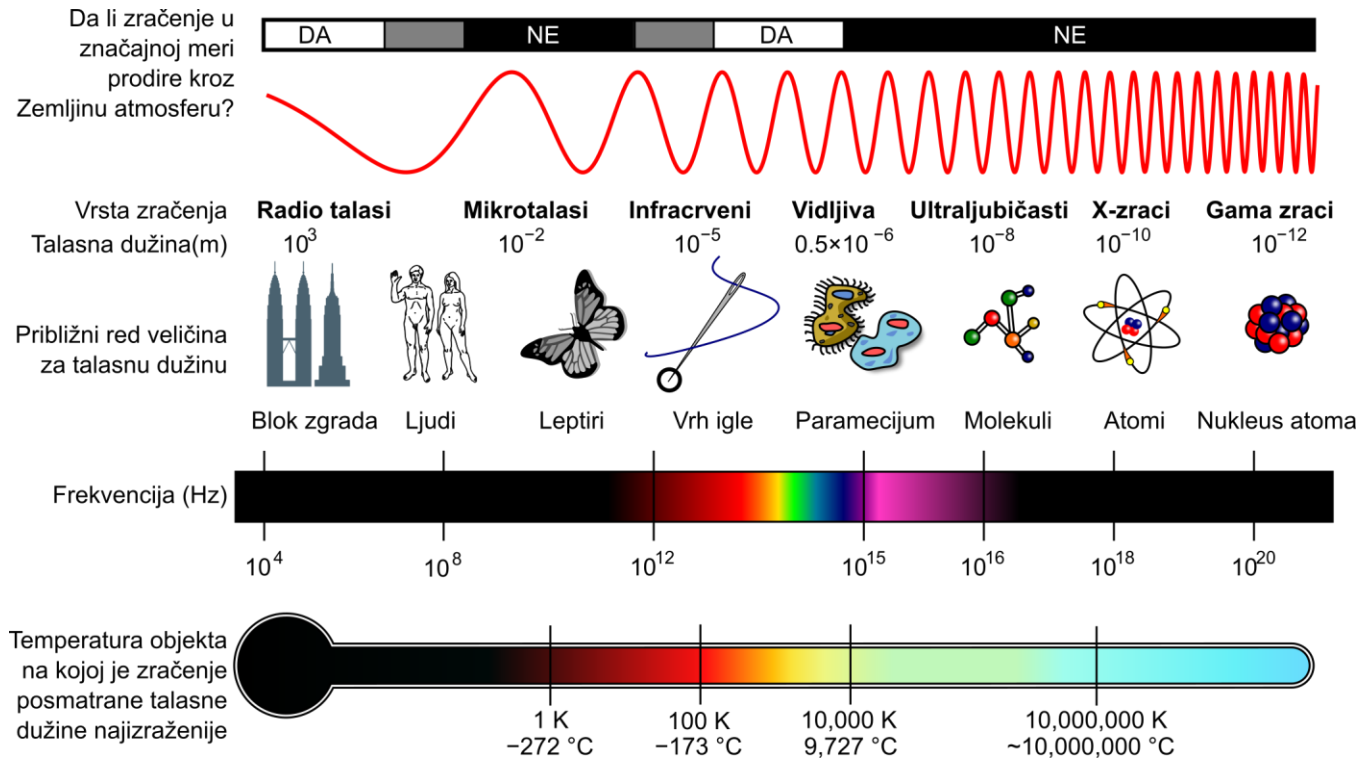 Da li zračenje u
značajnoj meri
prodire kroz
Zemljinu atmosferu?
DA NE DA NE
Vrsta zračenja Radio talasi Mikrotalasi Infracrveni Vidljiva Ultraljubičasti X-zraci Gama zraci
Talasna dužina(m) 10³ 10⁻² 10⁻⁵ 0.5×10⁻⁶ 10⁻⁸ 10⁻¹⁰ 10⁻¹²
Približni red veličina
za talasnu dužinu
Blok zgrada Ljudi Leptiri Vrh igle Paramecijum Molekuli Atomi Nukleus atoma
Frekvencija (Hz)
10⁴ 10⁸ 10¹² 10¹⁵ 10¹⁶ 10¹⁸ 10²⁰
Temperatura objekta
na kojoj je zračenje
posmatrane talasne
dužine najizraženije
1 K 100 K 10,000 K 10,000,000 K
−272 °C −173 °C 9,727 °C ~10,000,000 °C